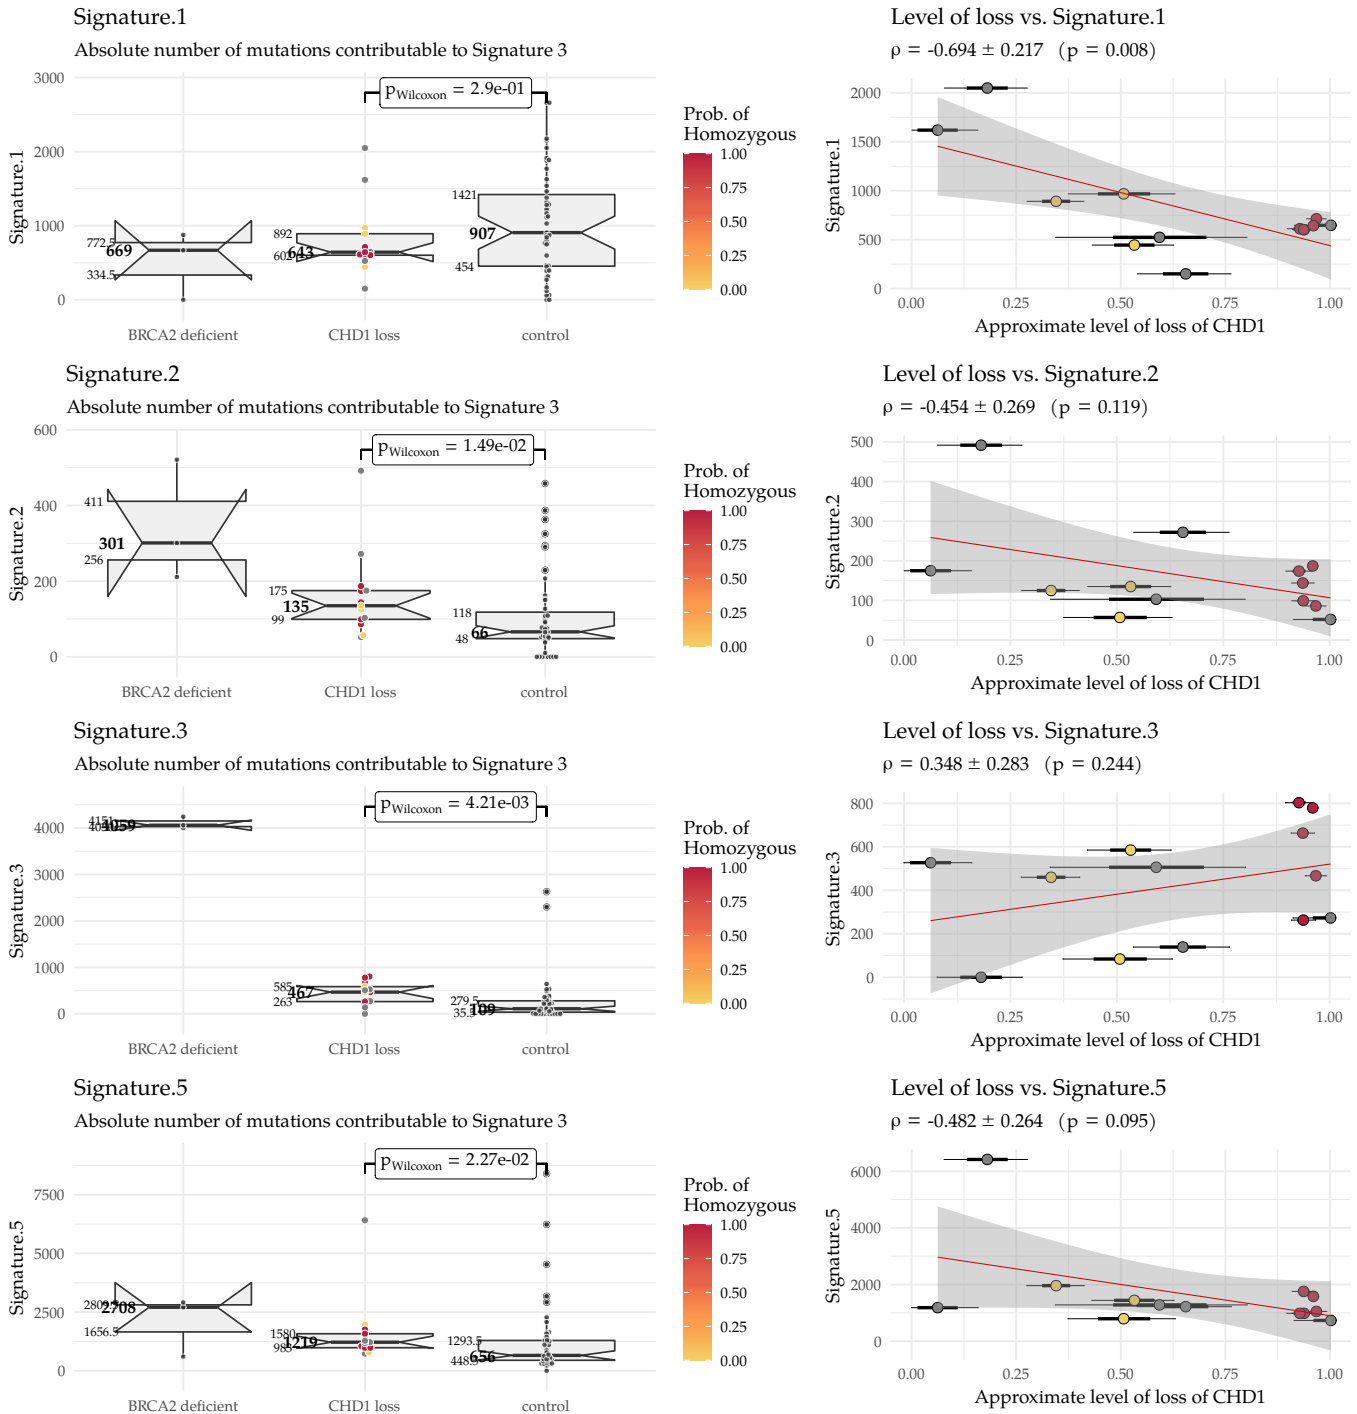 Signature.1
Absolute number of mutations contributable to Signature 3
3000
2000
1000
0
Signature.1
pWilcoxon = 2.9e-01
772.5
669
334.5
892
643
1421
907
454
BRCA2 deficient
CHD1 loss
control
Prob. of
Homozygous
1.00
0.75
0.50
0.25
0.00
Level of loss vs. Signature.1
ρ = -0.694 ± 0.217 (p = 0.008)
2000
1500
1000
500
0
Signature.1
0.00 0.25 0.50 0.75 1.00
Approximate level of loss of CHD1
Signature.2
Absolute number of mutations contributable to Signature 3
600
400
200
0
Signature.2
pWilcoxon = 1.49e-02
411
301
256
175
135
99
118
66
48
BRCA2 deficient
CHD1 loss
control
Prob. of
Homozygous
1.00
0.75
0.50
0.25
0.00
Level of loss vs. Signature.2
ρ = -0.454 ± 0.269 (p = 0.119)
500
400
300
200
100
0
Signature.2
0.00 0.25 0.50 0.75 1.00
Approximate level of loss of CHD1
Signature.3
Absolute number of mutations contributable to Signature 3
4000
3000
2000
1000
0
Signature.3
pWilcoxon = 4.21e-03
4151
4059
585
467
263
279.5
109
35.5
BRCA2 deficient
CHD1 loss
control
Prob. of
Homozygous
1.00
0.75
0.50
0.25
0.00
Level of loss vs. Signature.3
ρ = 0.348 ± 0.283 (p = 0.244)
800
600
400
200
0
Signature.3
0.00 0.25 0.50 0.75 1.00
Approximate level of loss of CHD1
Signature.5
Absolute number of mutations contributable to Signature 3
7500
5000
2500
0
Signature.5
pWilcoxon = 2.27e-02
2708
1656.5
1580
1219
983
1293.5
656
448.5
BRCA2 deficient
CHD1 loss
control
Prob. of
Homozygous
1.00
0.75
0.50
0.25
0.00
Level of loss vs. Signature.5
ρ = -0.482 ± 0.264 (p = 0.095)
6000
4000
2000
0
Signature.5
0.00 0.25 0.50 0.75 1.00
Approximate level of loss of CHD1